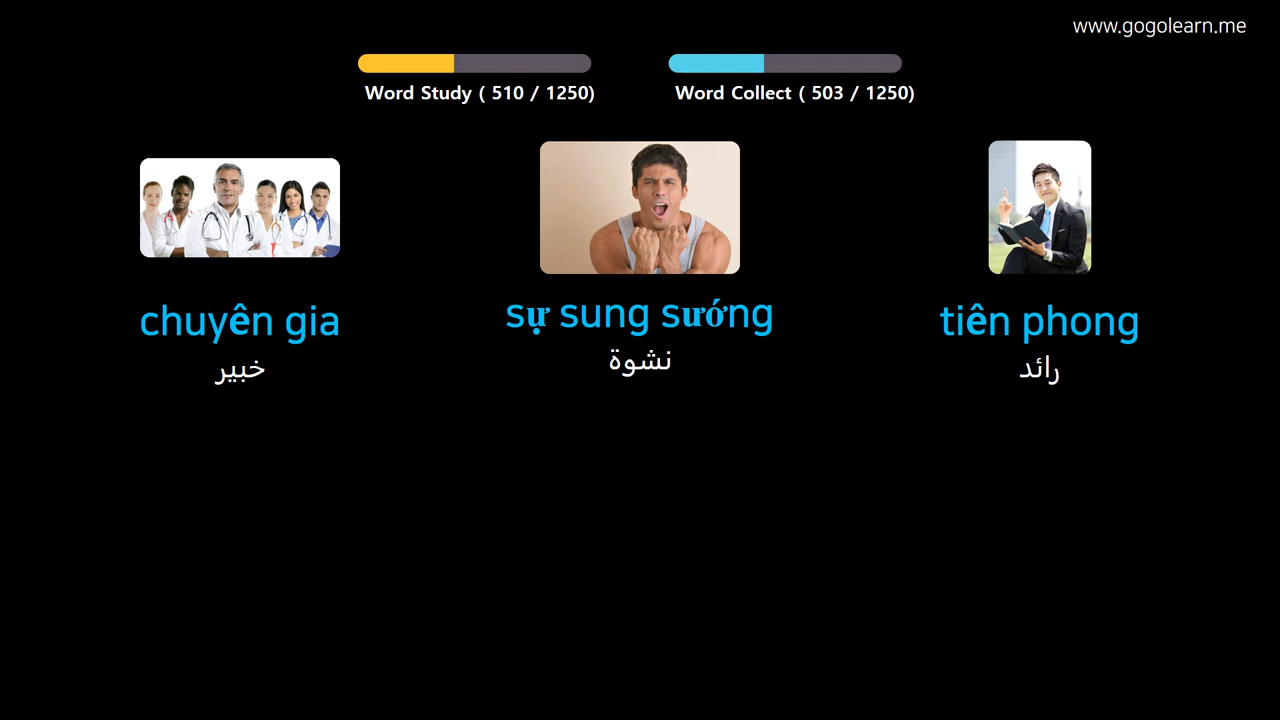 www.gogolearn.me
Word Study ( 510 / 1250)
Word Collect ( 503 / 1250)
chuyên gia
خبير
sự sung sướng
نشوة
tiên phong
رائد